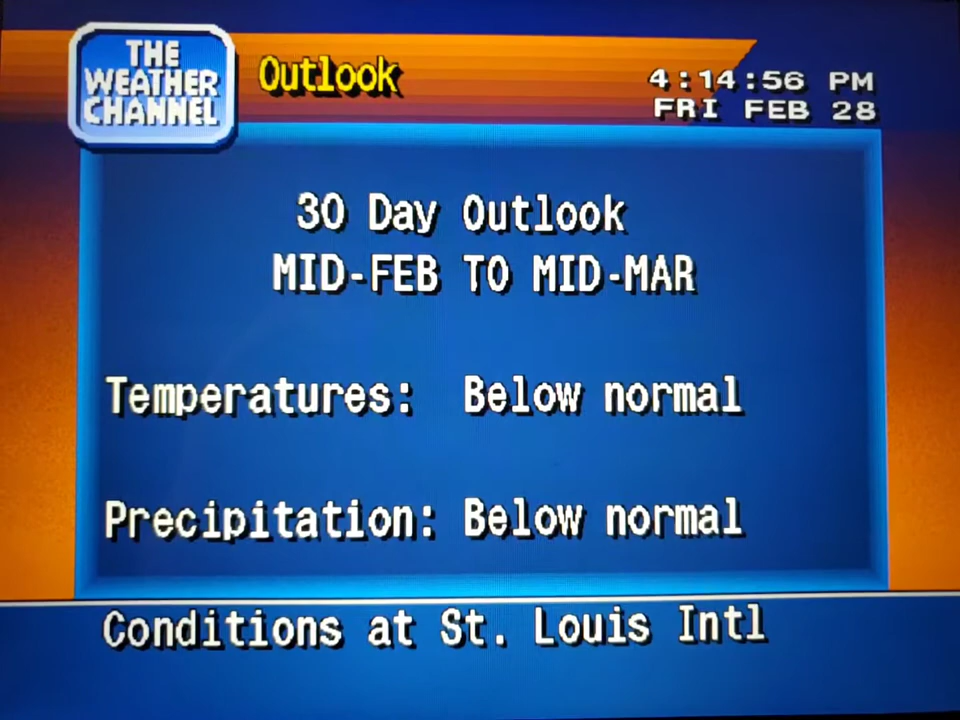 THE
WEATHER
CHANNEL
Outlook
4:14:56 PM
FRI FEB 28
30 Day Outlook
MID-FEB TO MID-MAR
Temperatures: Below normal
Precipitation: Below normal
Conditions at St. Louis Intl